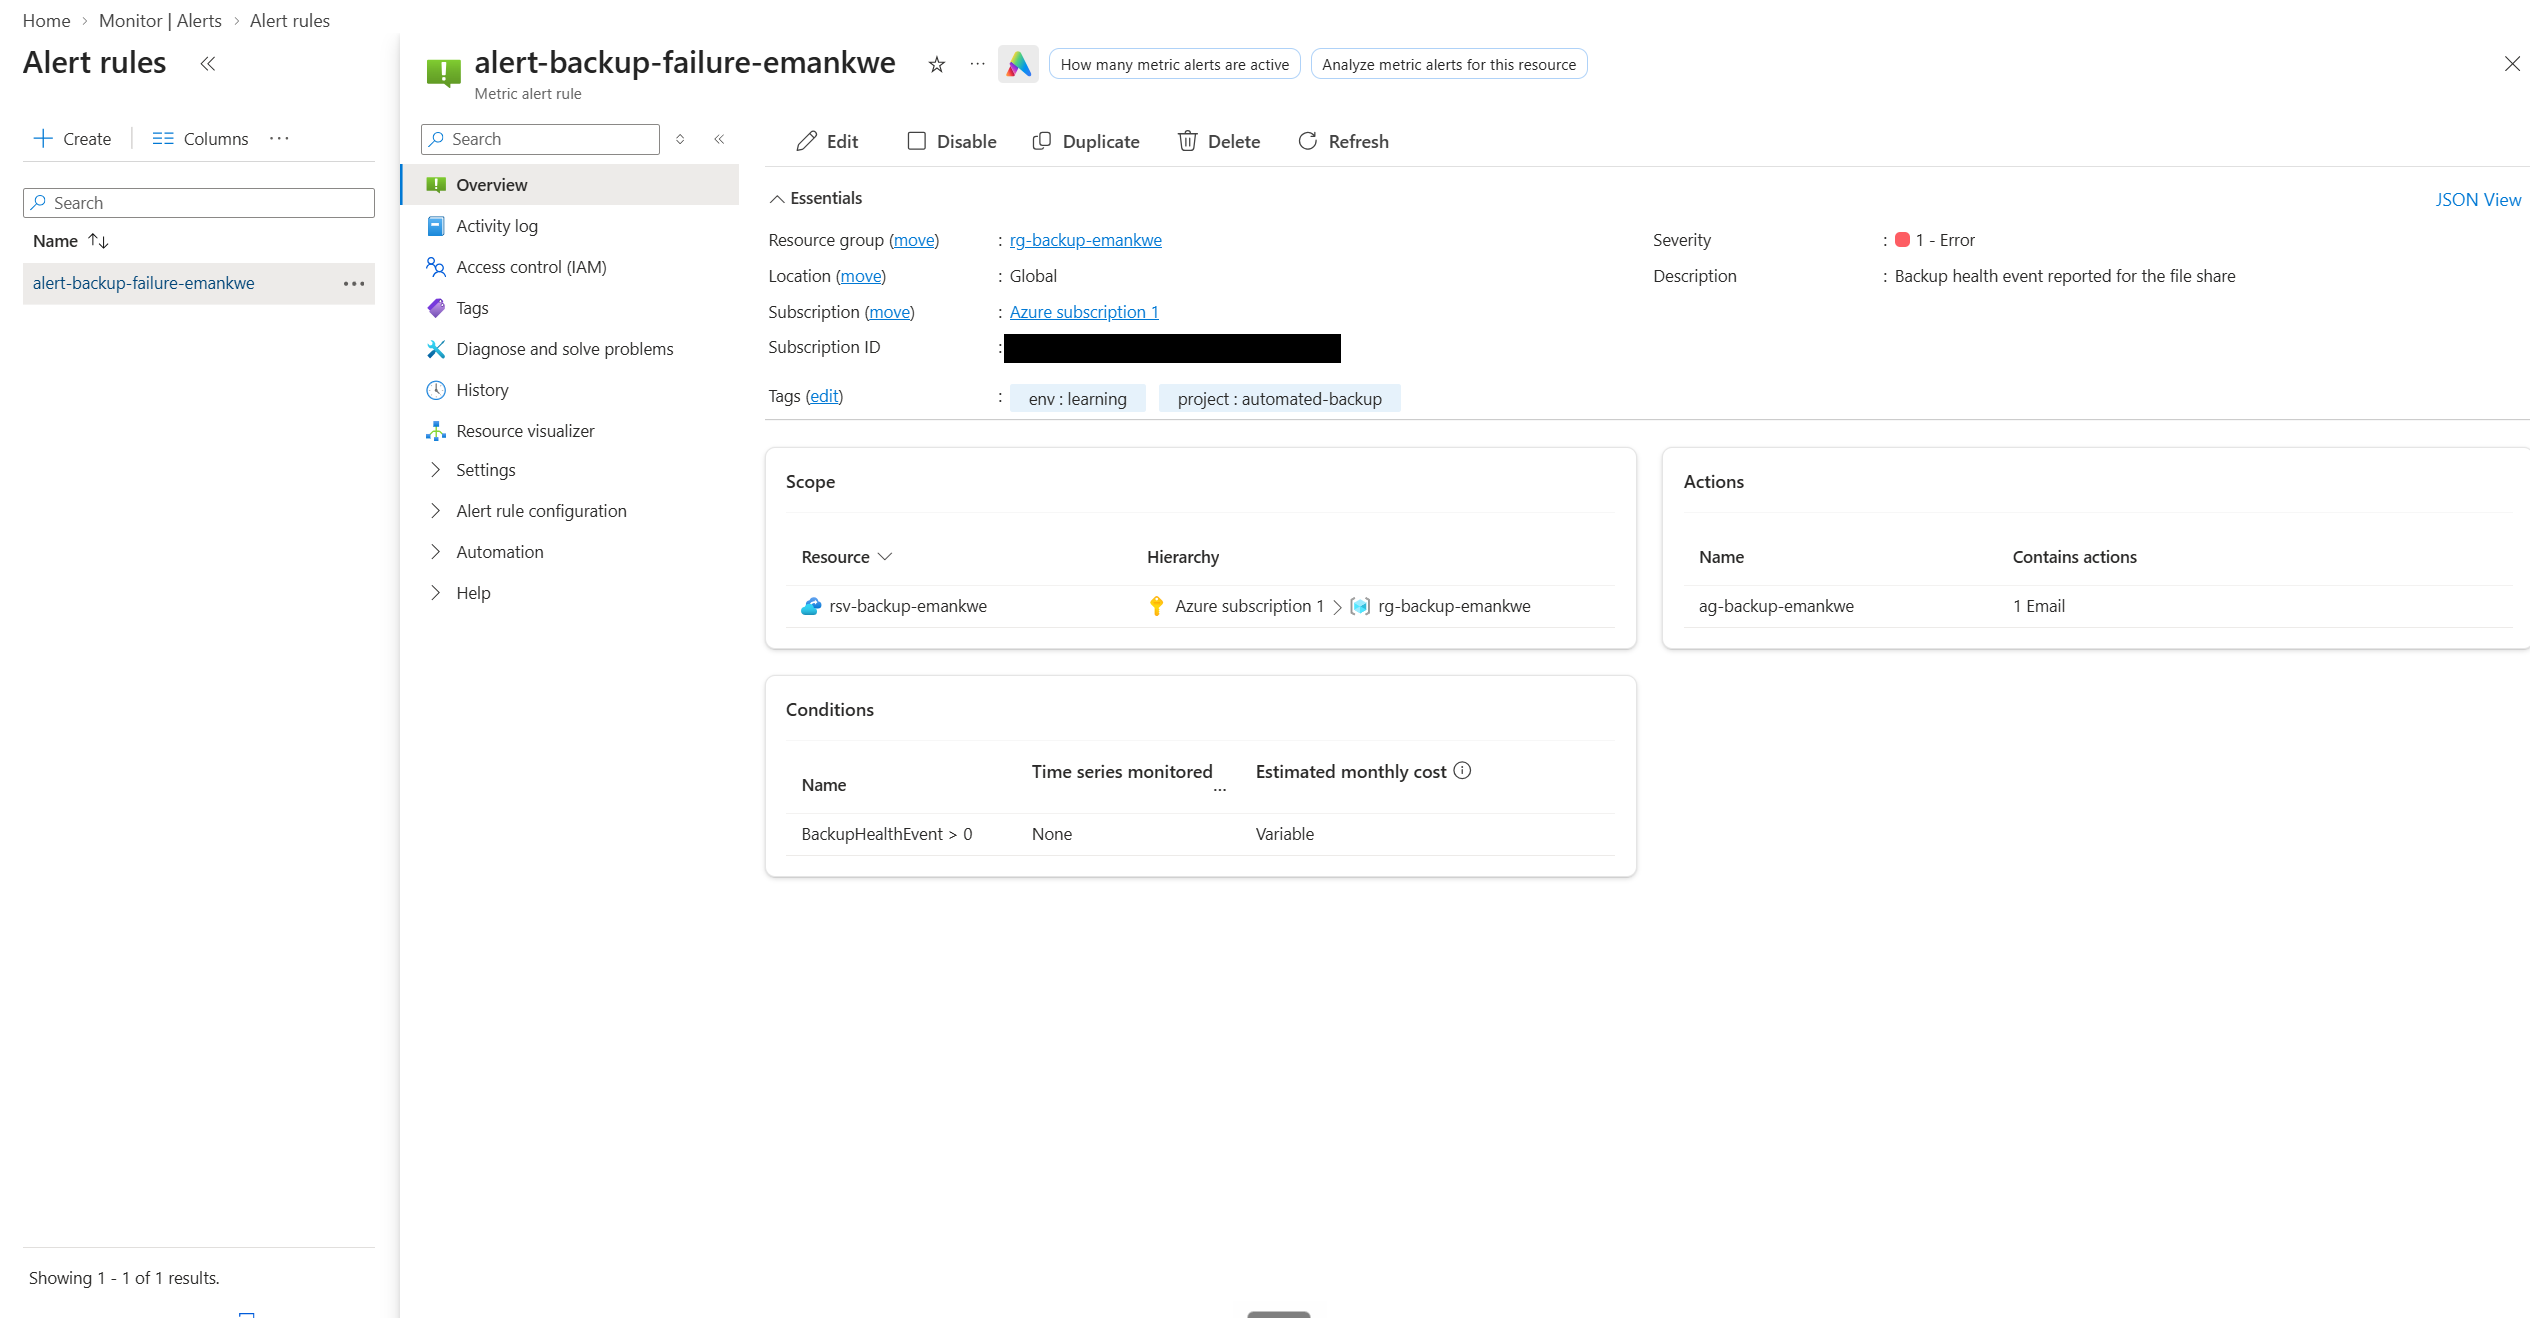 Home > Monitor | Alerts > Alert rules
Alert rules
Create
Columns
Search
Name
alert-backup-failure-emankwe
Showing 1 - 1 of 1 results.
alert-backup-failure-emankwe
Metric alert rule
How many metric alerts are active
Analyze metric alerts for this resource
Search
Overview
Activity log
Access control (IAM)
Tags
Diagnose and solve problems
History
Resource visualizer
Settings
Alert rule configuration
Automation
Help
Edit
Disable
Duplicate
Delete
Refresh
Essentials
JSON View
Resource group (move) : rg-backup-emankwe
Location (move) : Global
Subscription (move) : Azure subscription 1
Subscription ID :
Tags (edit) : env : learning project : automated-backup
Severity : 1 - Error
Description : Backup health event reported for the file share
Scope
Resource Hierarchy
rsv-backup-emankwe Azure subscription 1 > rg-backup-emankwe
Actions
Name Contains actions
ag-backup-emankwe 1 Email
Conditions
Name Time series monitored ... Estimated monthly cost
BackupHealthEvent > 0 None Variable